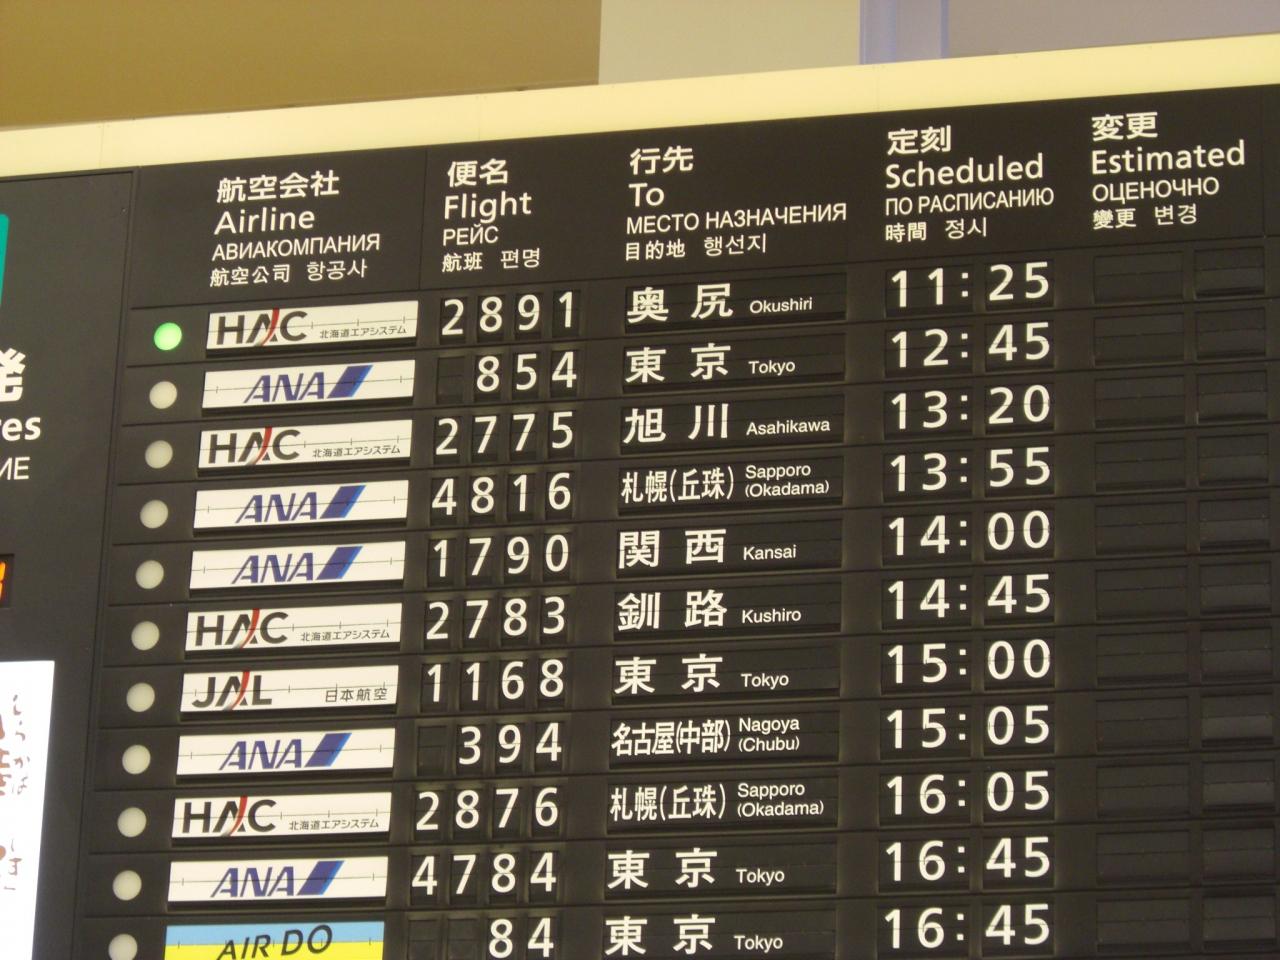 航空会社 便名 行先 定刻 変更
Airline Flight To Scheduled Estimated
АВИАКОМПАНИЯ РЕЙС МЕСТО НАЗНАЧЕНИЯ ПО РАСПИСАНИЮ ОЦЕНОЧНО
航空公司 항공사 航班 편명 目的地 행선지 時間 정시 變更 변경
HAC 北海道エアシステム 2891 奥尻 Okushiri 11:25
ANA 854 東京 Tokyo 12:45
HAC 北海道エアシステム 2775 旭川 Asahikawa 13:20
ANA 4816 札幌(丘珠) Sapporo (Okadama) 13:55
ANA 1790 関西 Kansai 14:00
HAC 北海道エアシステム 2783 釧路 Kushiro 14:45
JAL 日本航空 1168 東京 Tokyo 15:00
ANA 394 名古屋(中部) Nagoya (Chubu) 15:05
HAC 北海道エアシステム 2876 札幌(丘珠) Sapporo (Okadama) 16:05
ANA 4784 東京 Tokyo 16:45
AIR DO 84 東京 Tokyo 16:45
発
res
ИЕ